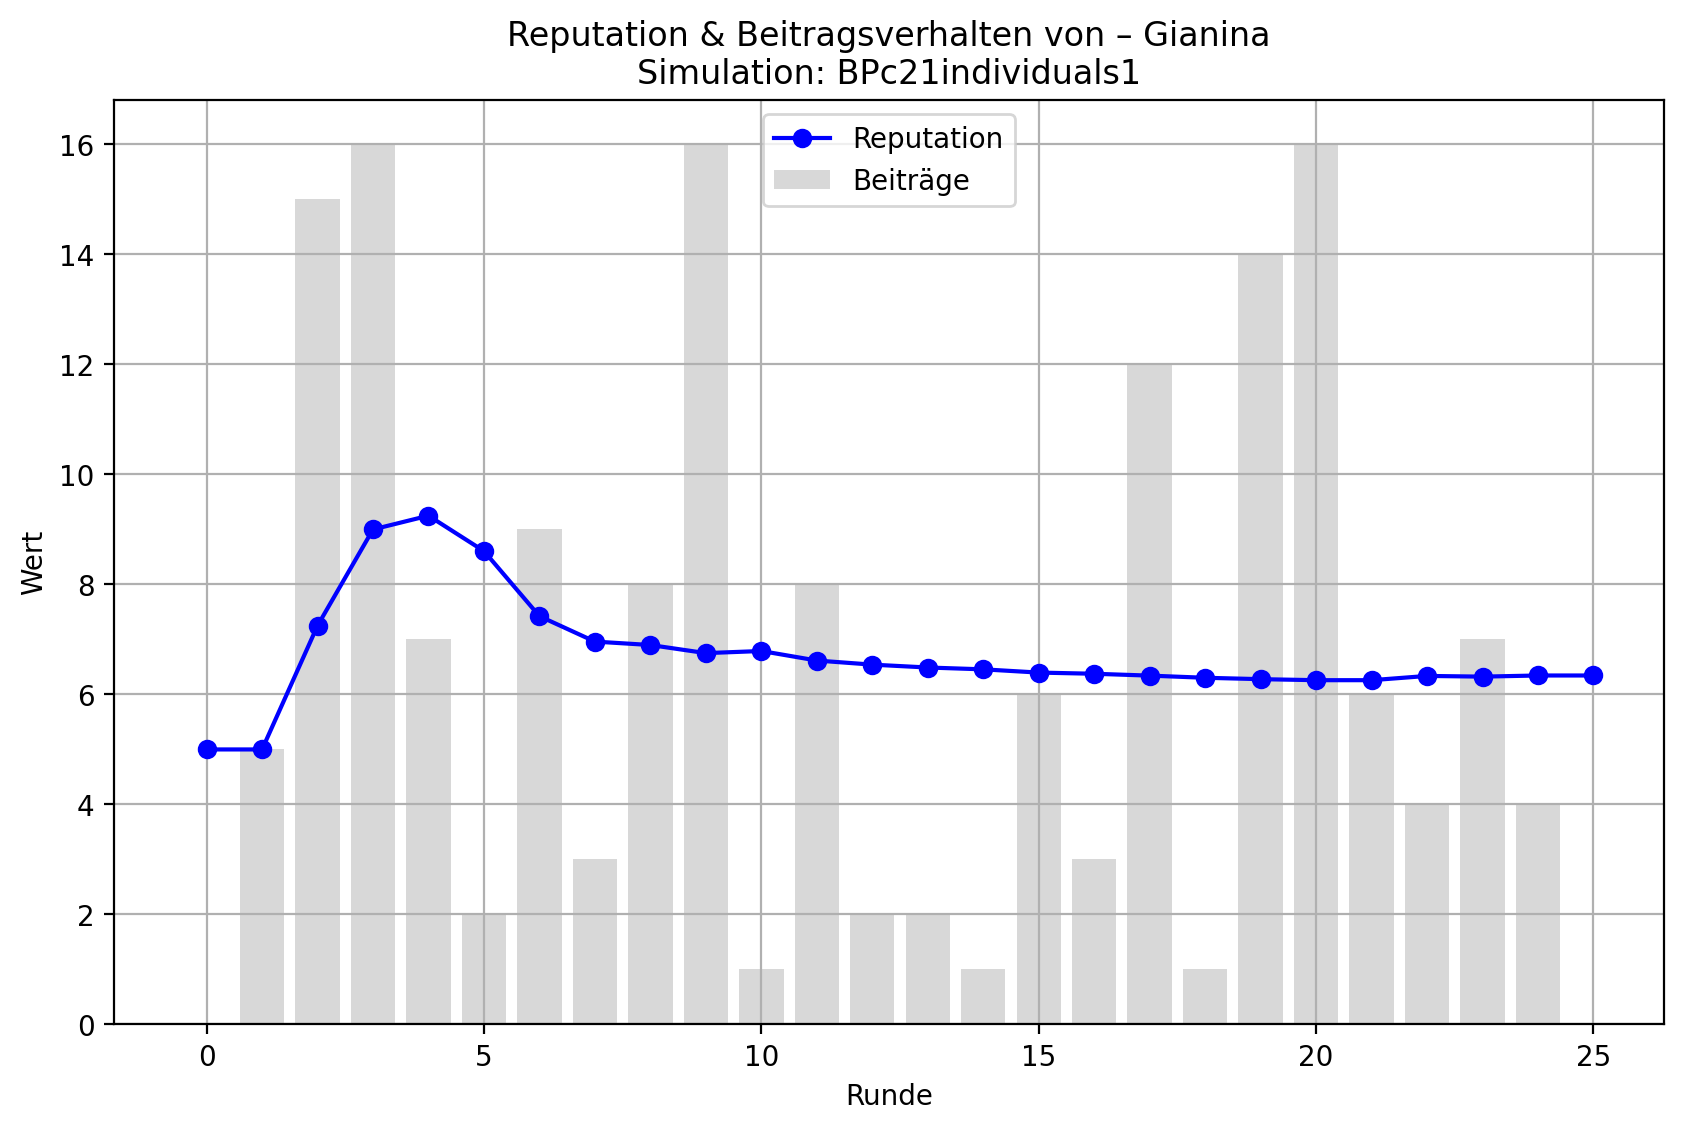 Reputation & Beitragsverhalten von – Gianina
Simulation: BPc21individuals1
Reputation
Beiträge
Wert
16
14
12
10
8
6
4
2
0
0 5 10 15 20 25
Runde